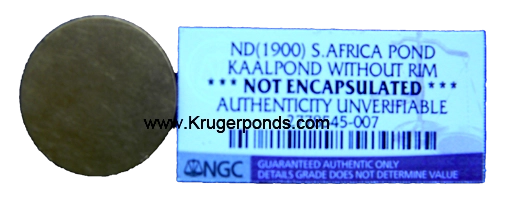 ND(1900) S.AFRICA POND
KAALPOND WITHOUT RIM
*** NOT ENCAPSULATED ***
AUTHENTICITY UNVERIFIABLE
www.Krugerponds.com
NGC
GUARANTEED AUTHENTIC ONLY
DETAILS GRADE DOES NOT DETERMINE VALUE